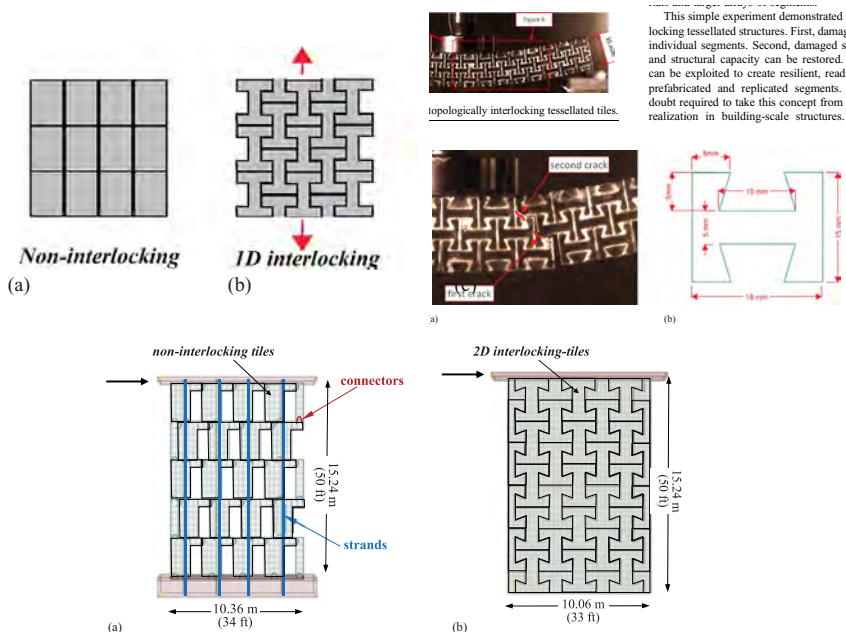 Non-interlocking
1D interlocking
(a)
(b)
Figure 6
topologically interlocking tessellated tiles.
This simple experiment demonstrated
locking tessellated structures. First, damag
individual segments. Second, damaged s
and structural capacity can be restored.
can be exploited to create resilient, read
prefabricated and replicated segments.
doubt required to take this concept from
realization in building-scale structures.
second crack
first crack
(c)
a)
5mm
5mm
10 mm
5 mm
15 mm
18 mm
(b)
non-interlocking tiles
connectors
15.24 m
(50 ft)
strands
10.36 m
(34 ft)
(a)
2D interlocking-tiles
15.24 m
(50 ft)
10.06 m
(33 ft)
(b)